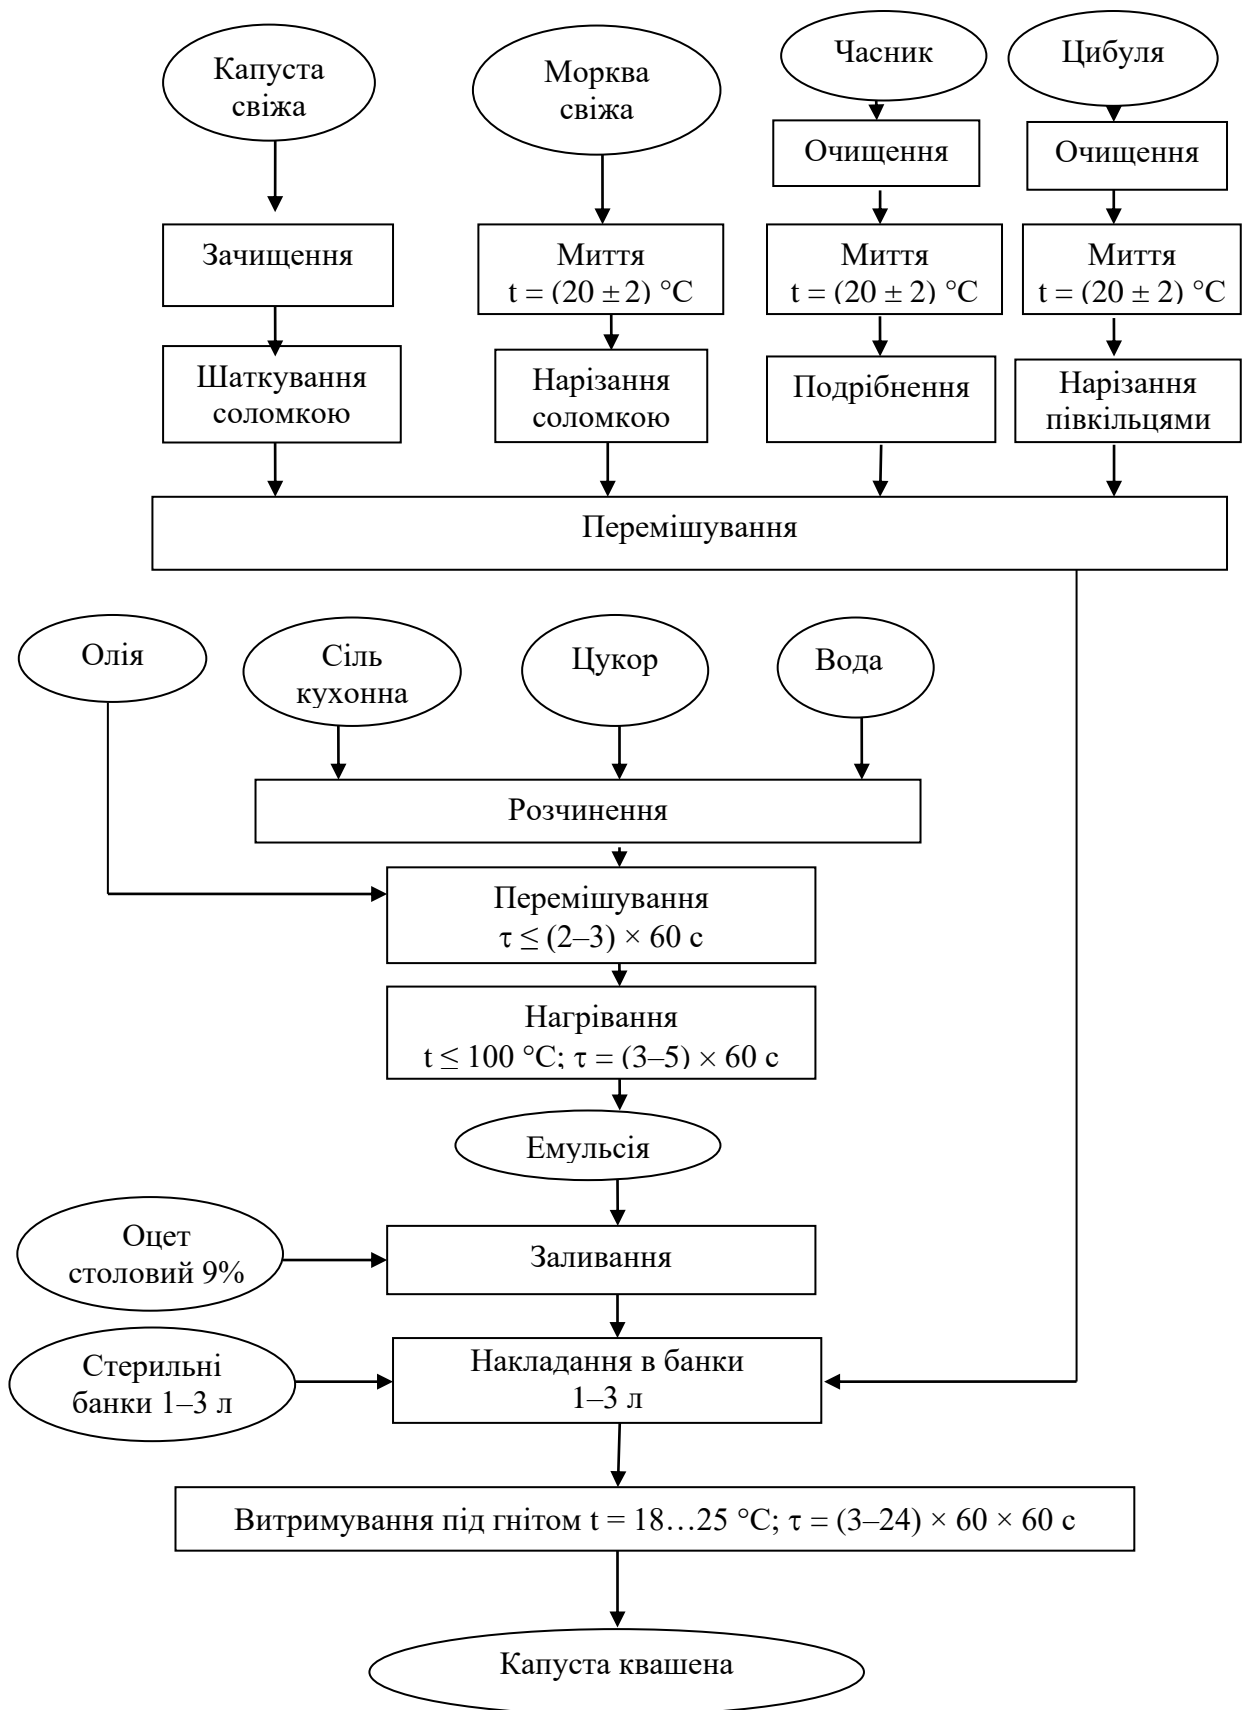 Капуста
свіжа
Морква
свіжа
Часник
Цибуля
Очищення
Очищення
Зачищення
Миття
t = (20 ± 2) °C
Миття
t = (20 ± 2) °C
Миття
t = (20 ± 2) °C
Шаткування
соломкою
Нарізання
соломкою
Подрібнення
Нарізання
півкільцями
Перемішування
Олія
Сіль
кухонна
Цукор
Вода
Розчинення
Перемішування
τ ≤ (2–3) × 60 с
Нагрівання
t ≤ 100 °C; τ = (3–5) × 60 с
Емульсія
Оцет
столовий 9%
Заливання
Стерильні
банки 1–3 л
Накладання в банки
1–3 л
Витримування під гнітом t = 18…25 °C; τ = (3–24) × 60 × 60 с
Капуста квашена